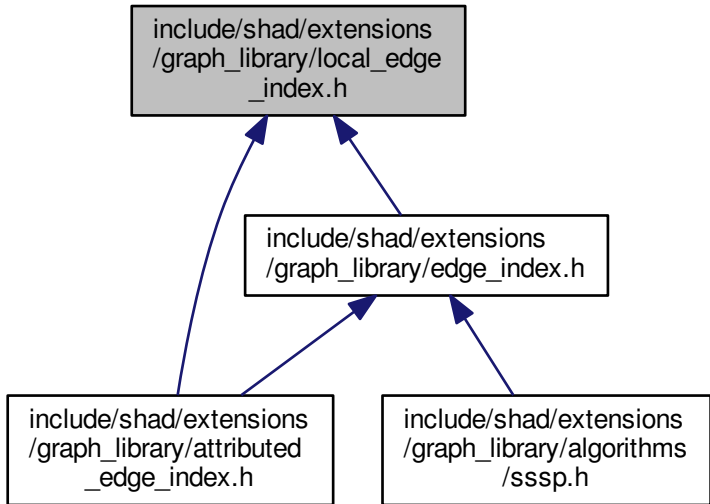 include/shad/extensions
/graph_library/local_edge
_index.h
include/shad/extensions
/graph_library/edge_index.h
include/shad/extensions
/graph_library/attributed
_edge_index.h
include/shad/extensions
/graph_library/algorithms
/sssp.h